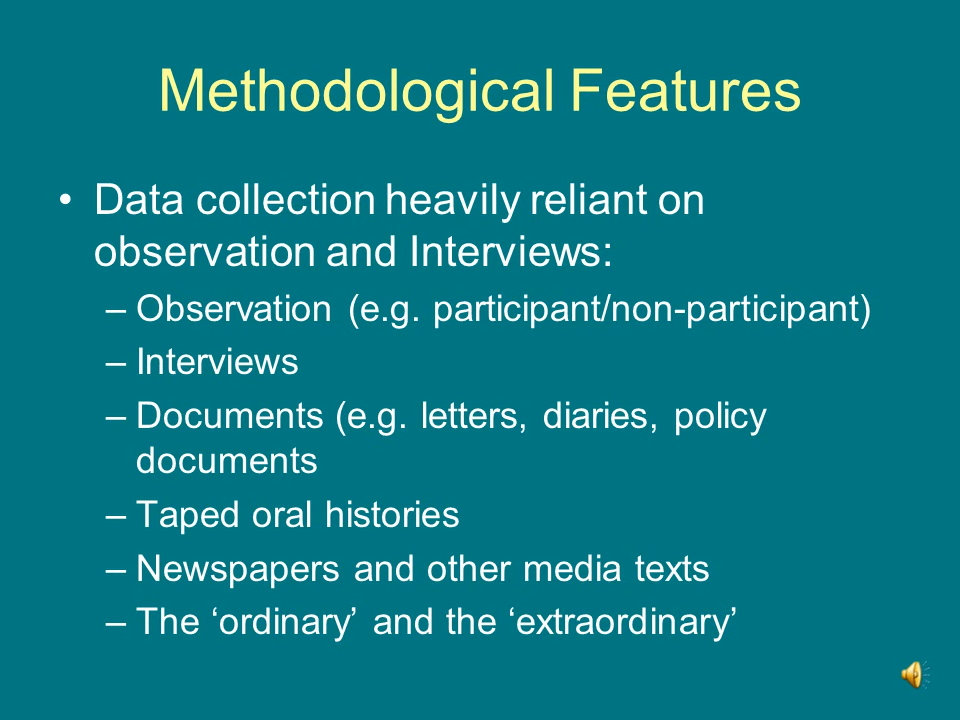 Methodological Features
• Data collection heavily reliant on
observation and Interviews:
–Observation (e.g. participant/non-participant)
–Interviews
–Documents (e.g. letters, diaries, policy
documents
–Taped oral histories
–Newspapers and other media texts
–The ‘ordinary’ and the ‘extraordinary’